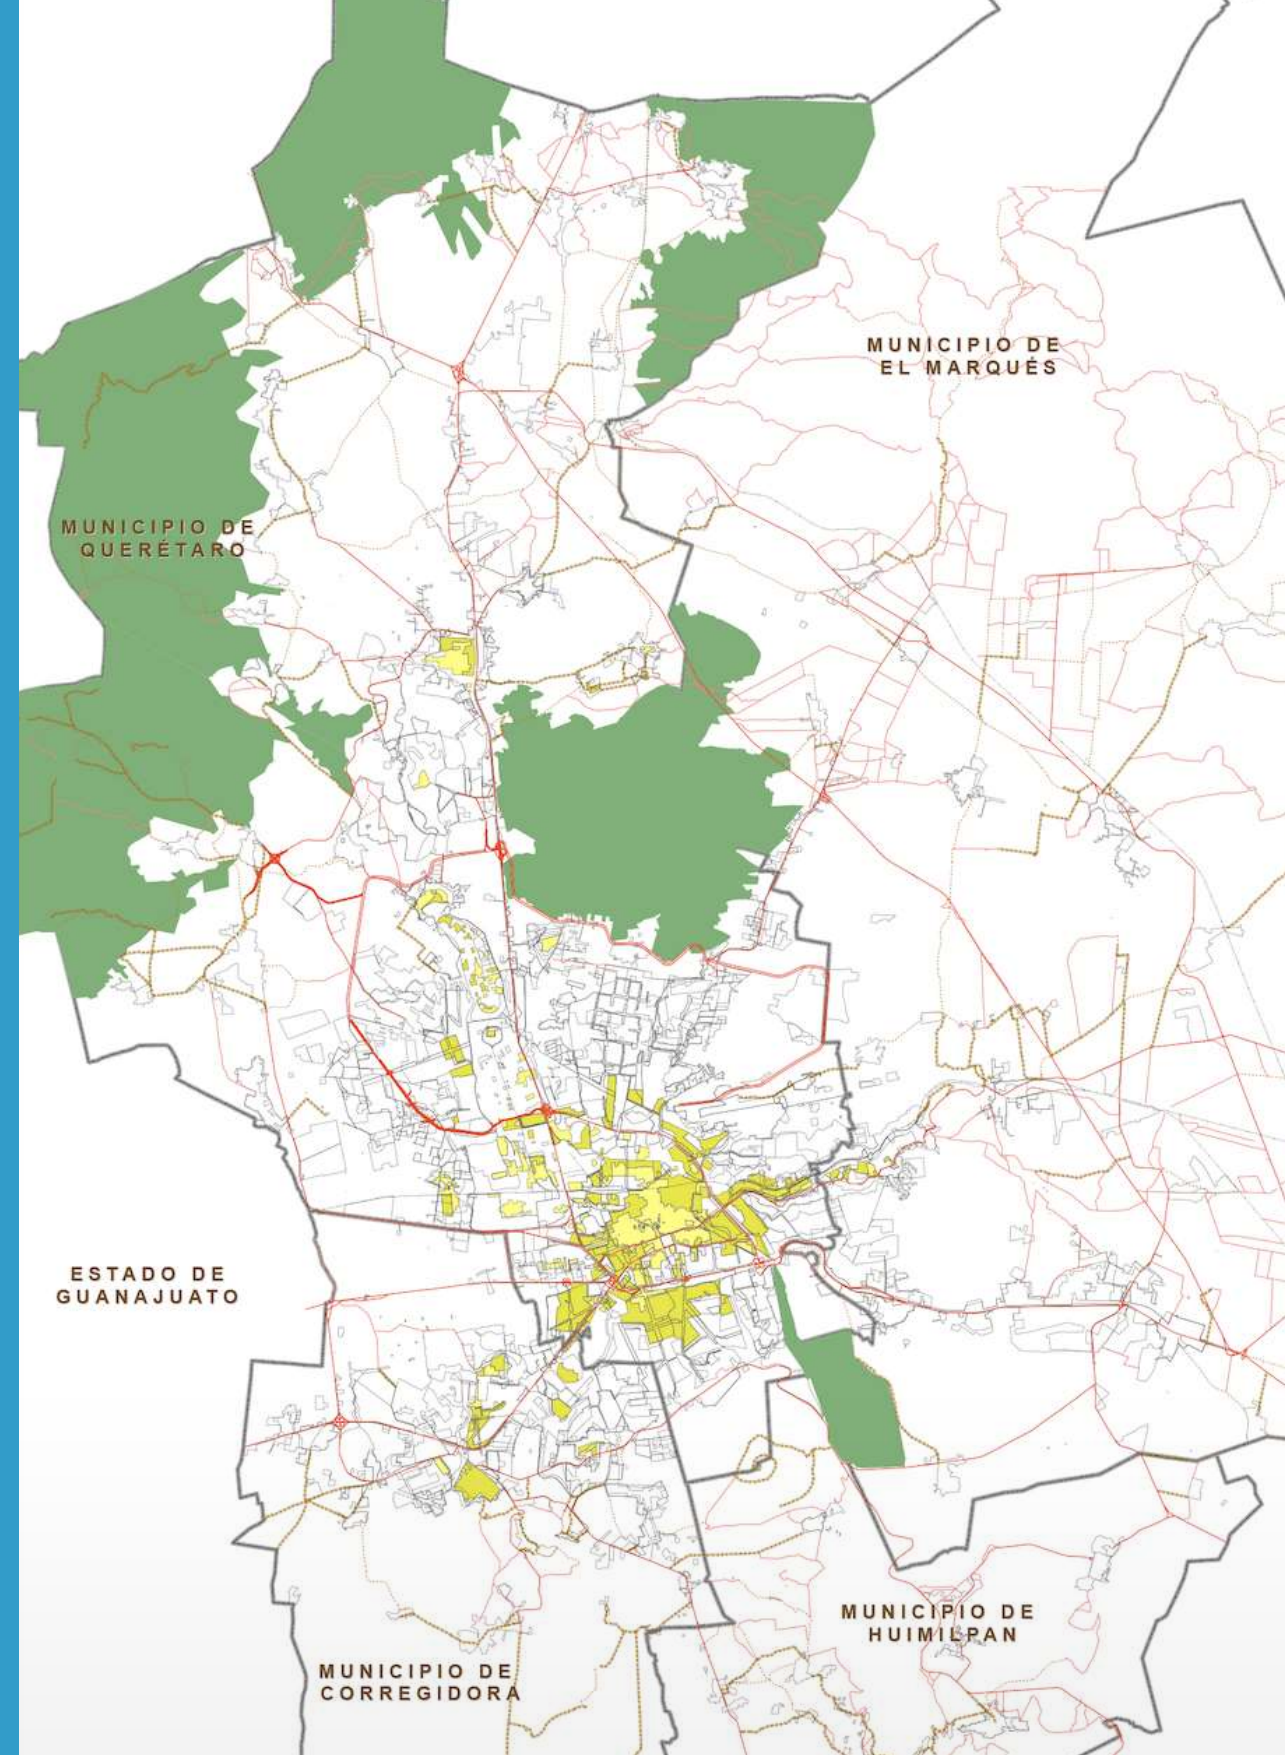 MUNICIPIO DE
EL MARQUÉS
MUNICIPIO DE
QUERÉTARO
ESTADO DE
GUANAJUATO
MUNICIPIO DE
HUIMILPAN
MUNICIPIO DE
CORREGIDORA